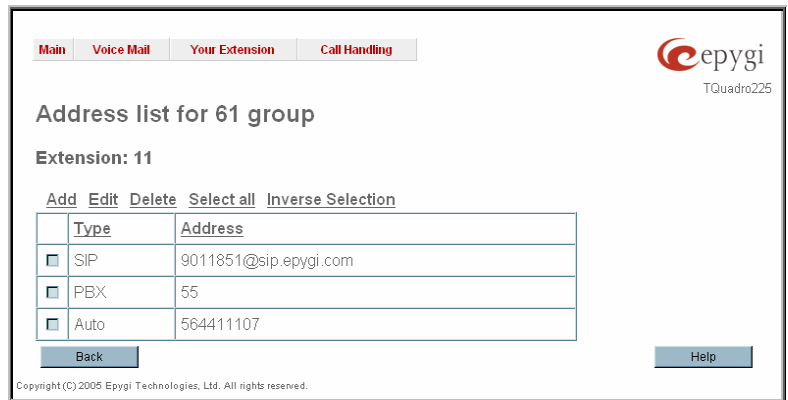 Main Voice Mail Your Extension Call Handling
epygi
TQuadro225
Address list for 61 group
Extension: 11
Add Edit Delete Select all Inverse Selection
Type Address
SIP 9011851@sip.epygi.com
PBX 55
Auto 564411107
Back Help
Copyright (C) 2005 Epygi Technologies, Ltd. All rights reserved.